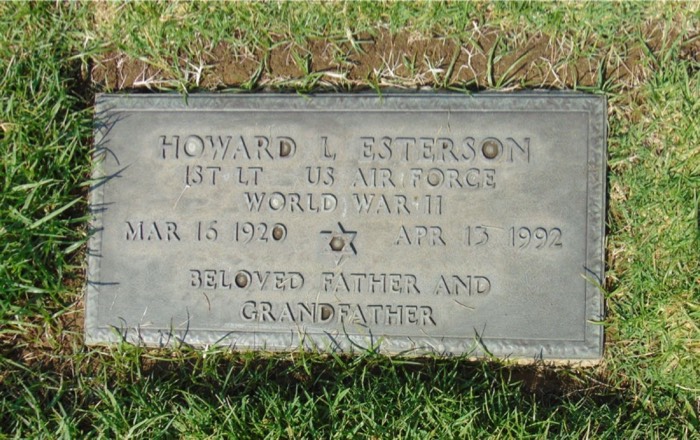 HOWARD L ESTERSON
1ST LT US AIR FORCE
WORLD WAR II
MAR 16 1920 APR 13 1992
BELOVED FATHER AND
GRANDFATHER